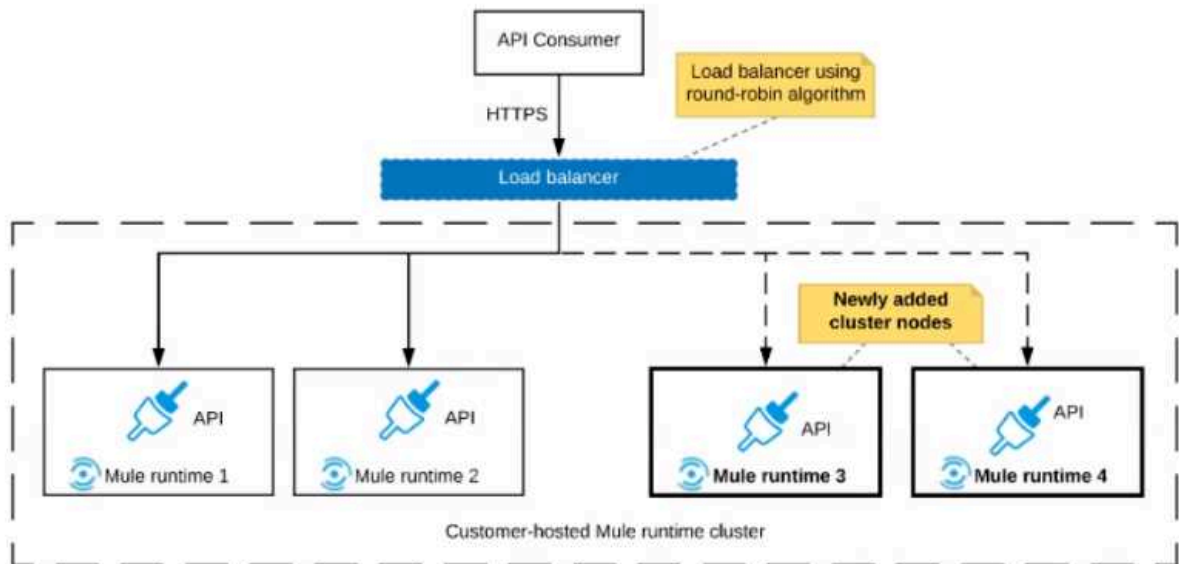 API Consumer
Load balancer using
round-robin algorithm
HTTPS
Load balancer
Newly added
cluster nodes
API
Mule runtime 1
API
Mule runtime 2
API
Mule runtime 3
API
Mule runtime 4
Customer-hosted Mule runtime cluster